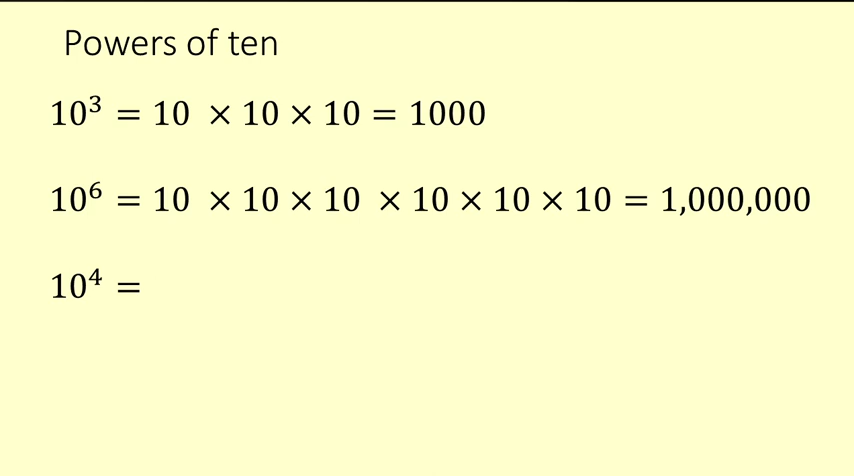 Powers of ten
10³ = 10 × 10 × 10 = 1000
10⁶ = 10 × 10 × 10 × 10 × 10 × 10 = 1,000,000
10⁴ =